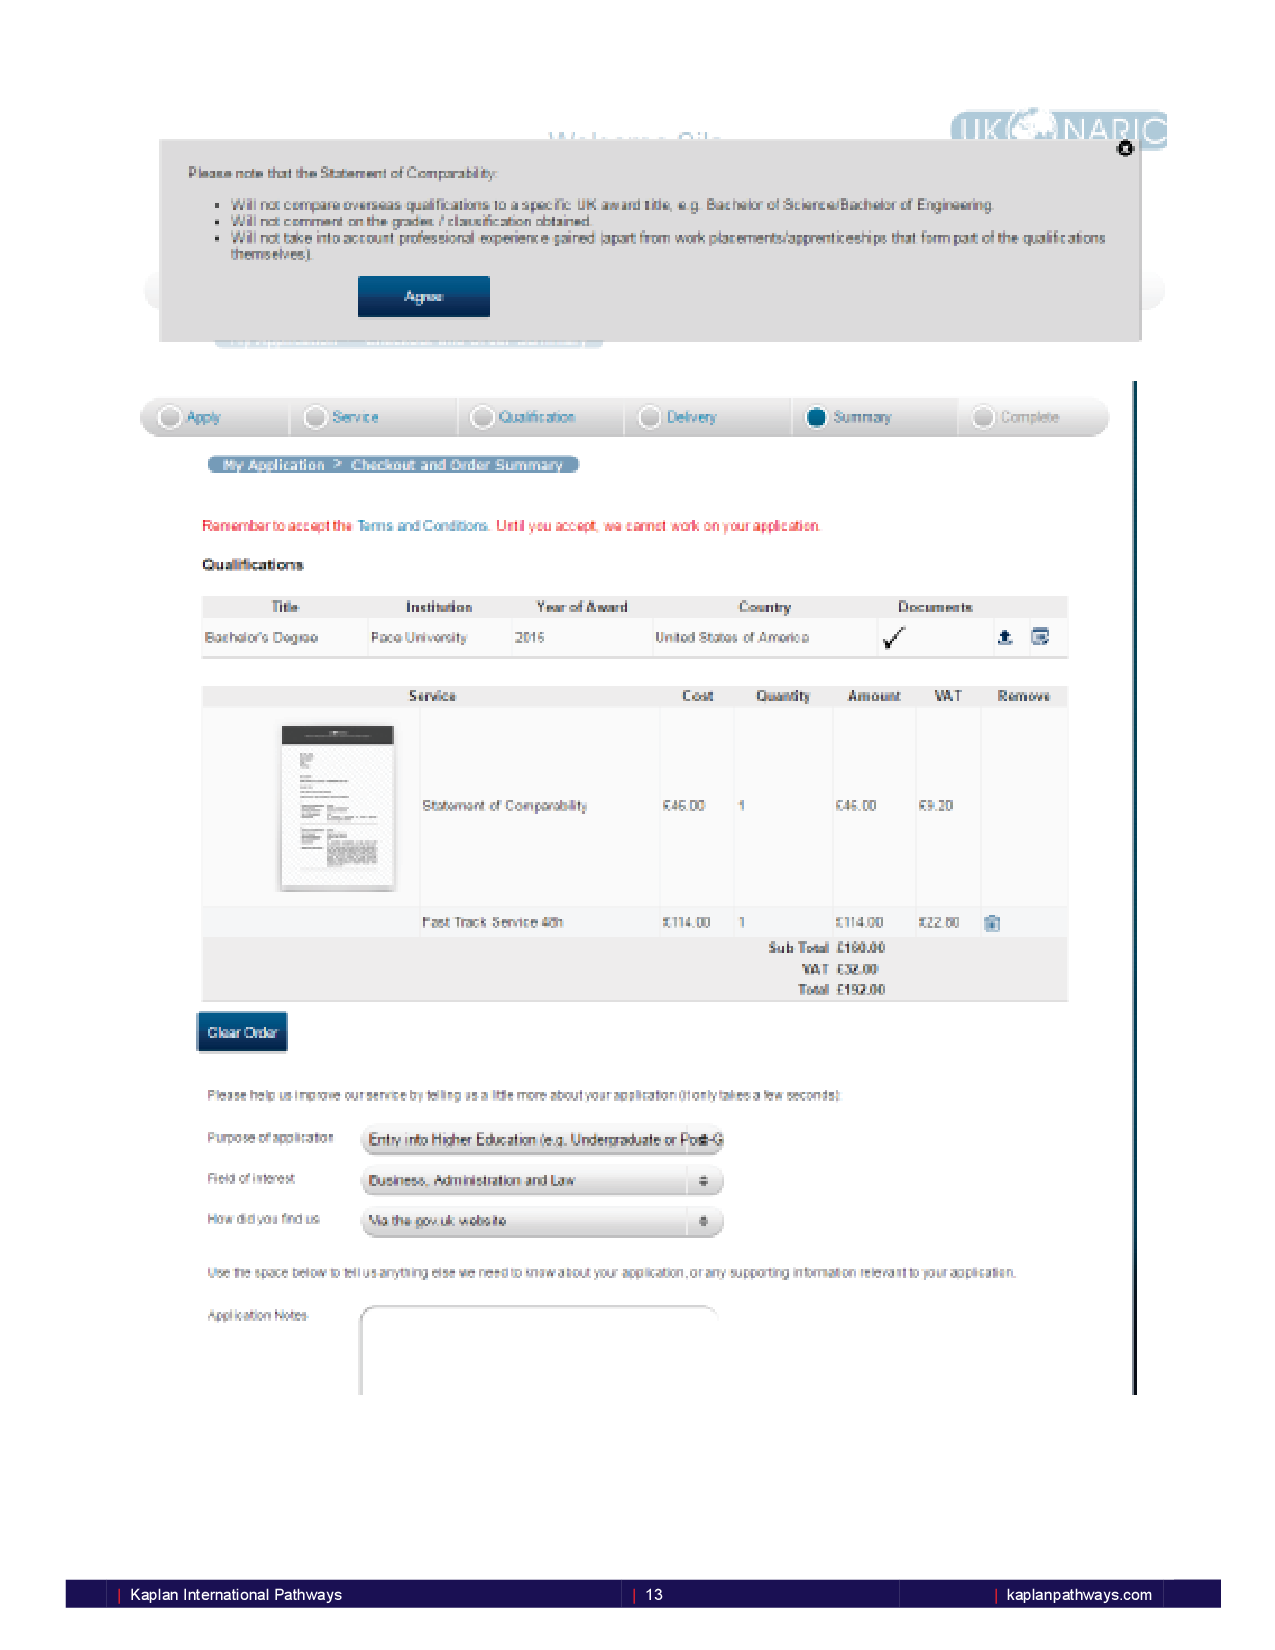 UK NARIC
Please note that the Statement of Comparability:
• Will not compare overseas qualifications to a specific UK award title, e.g. Bachelor of Science/Bachelor of Engineering.
• Will not comment on the grades / classification obtained.
• Will not take into account professional experience gained (apart from work placements/apprenticeships that form part of the qualifications
themselves).
Agree
Apply Service Qualification Delivery Summary Complete
My Application > Checkout and Order Summary
Remember to accept the Terms and Conditions. Until you accept, we cannot work on your application.
Qualifications
Title Institution Year of Award Country Documents
Bachelor's Degree Pace University 2016 United States of America
Service Cost Quantity Amount VAT Remove
Statement of Comparability £46.00 1 £46.00 £9.20
Fast Track Service 48h £114.00 1 £114.00 £22.80
Sub Total £160.00
VAT £32.00
Total £192.00
Clear Order
Please help us improve our service by telling us a little more about your application (it only takes a few seconds):
Purpose of application Entry into Higher Education (e.g. Undergraduate or Post-G
Field of interest Business, Administration and Law
How did you find us Via the gov.uk website
Use the space below to tell us anything else we need to know about your application, or any supporting information relevant to your application.
Application Notes
| Kaplan International Pathways | 13 | kaplanpathways.com